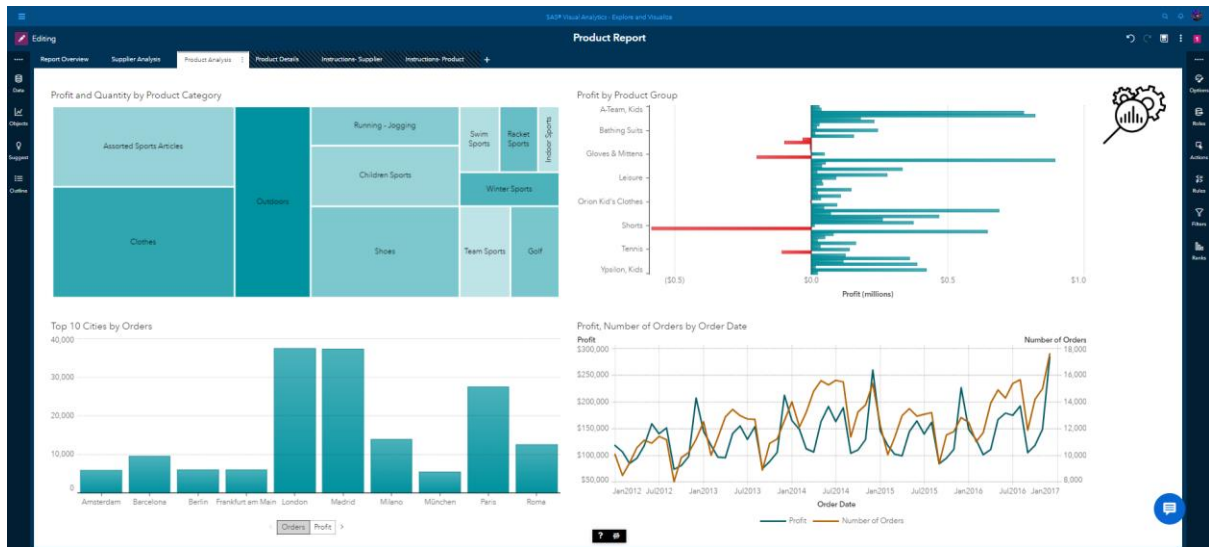 SAS® Visual Analytics - Explore and Visualize
Editing
Product Report
Report Overview
Supplier Analysis
Product Analysis
Product Details
Instructions- Supplier
Instructions- Product
+
Data
Objects
Suggest
Outline
Options
Roles
Actions
Rules
Filters
Ranks
Profit and Quantity by Product Category
Assorted Sports Articles
Clothes
Outdoors
Running - Jogging
Children Sports
Shoes
Swim Sports
Racket Sports
Indoor Sports
Winter Sports
Team Sports
Golf
Profit by Product Group
A-Team, Kids
Bathing Suits
Gloves & Mittens
Leisure
Orion Kid's Clothes
Shorts
Tennis
Ypsilon, Kids
($0.5) $0.0 $0.5 $1.0
Profit (millions)
Top 10 Cities by Orders
40,000
30,000
20,000
10,000
0
Amsterdam Barcelona Berlin Frankfurt am Main London Madrid Milano München Paris Roma
Orders Profit
Profit, Number of Orders by Order Date
Profit Number of Orders
$300,000 18,000
$250,000 16,000
$200,000 14,000
$150,000 12,000
$100,000 10,000
$50,000 8,000
Jan2012 Jul2012 Jan2013 Jul2013 Jan2014 Jul2014 Jan2015 Jul2015 Jan2016 Jul2016 Jan2017
Order Date
Profit Number of Orders
?